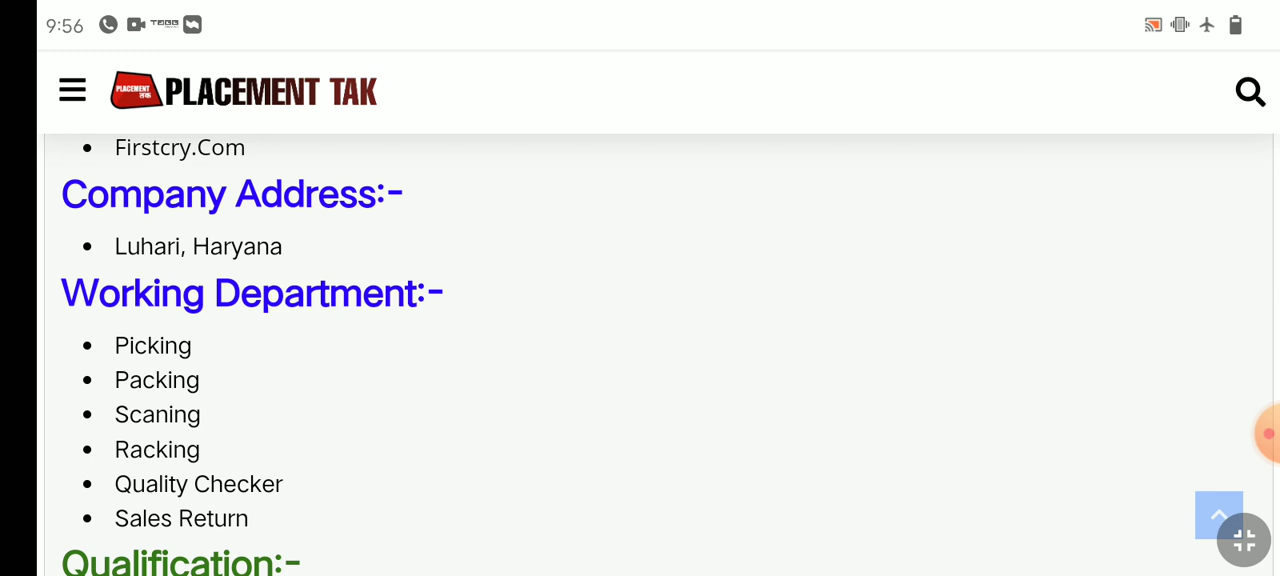 9:56
PLACEMENT TAK
Firstcry.Com
Company Address:-
Luhari, Haryana
Working Department:-
Picking
Packing
Scaning
Racking
Quality Checker
Sales Return
Qualification:-